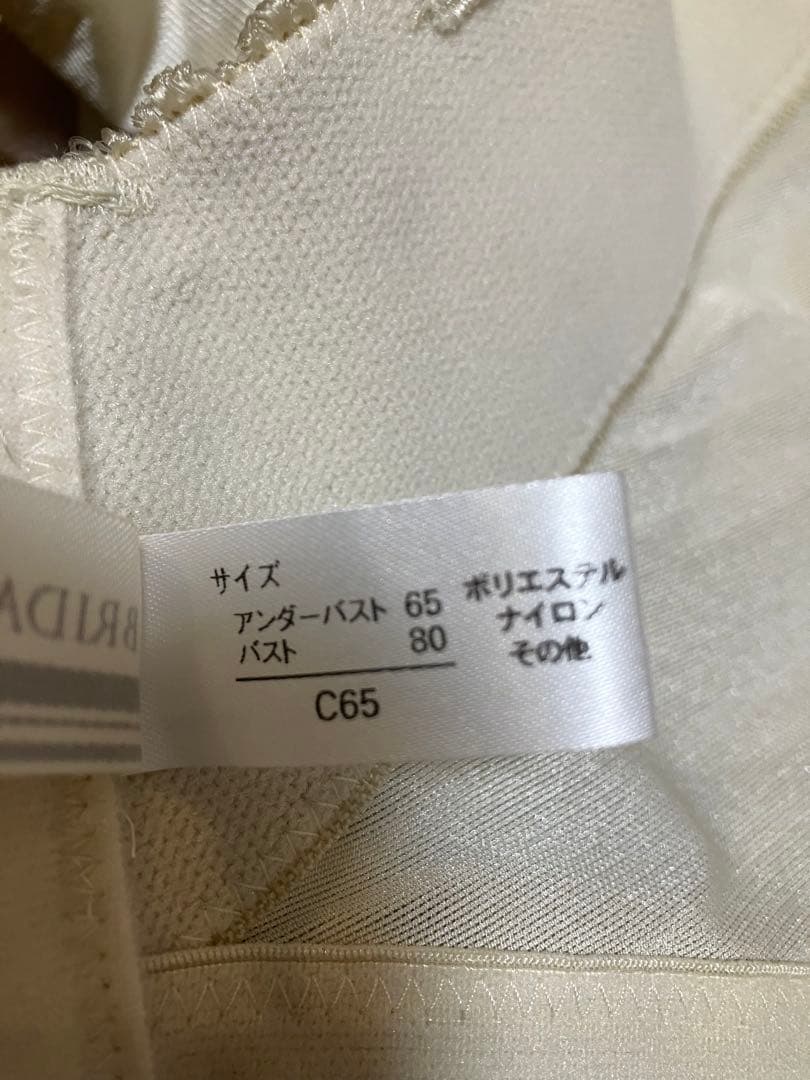 BRIDA
サイズ
アンダーバスト 65
バスト 80
C65
ポリエステル
ナイロン
その他